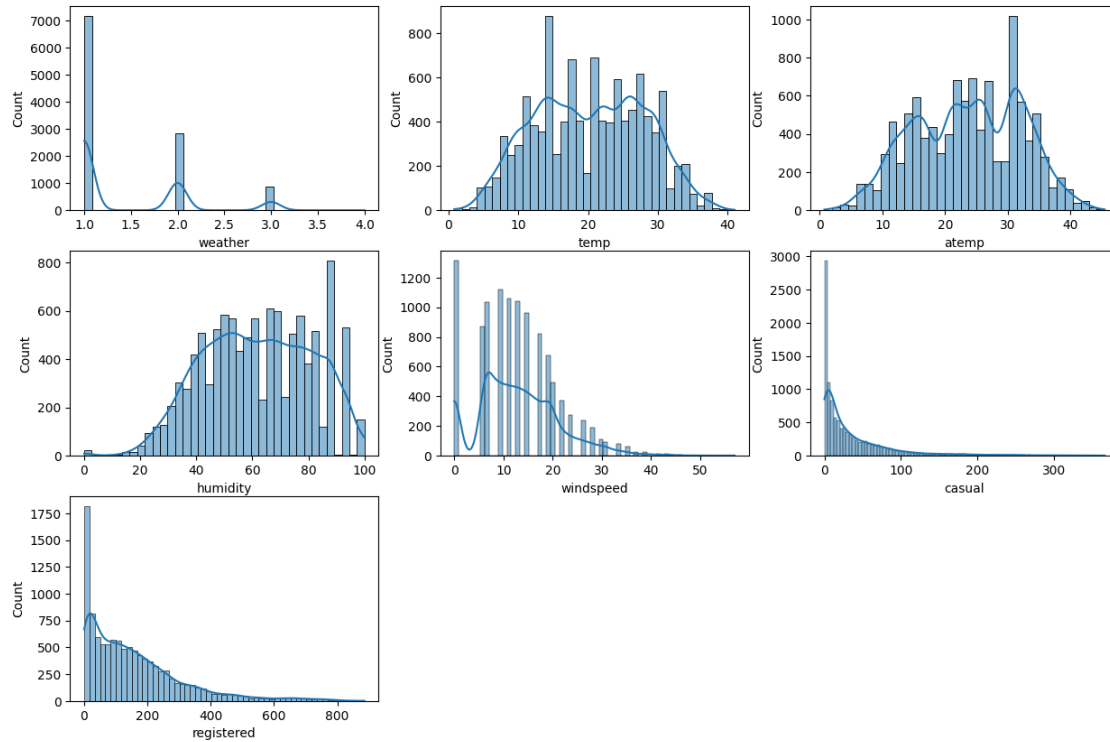 7000
6000
5000
4000
3000
2000
1000
0
Count
1.0 1.5 2.0 2.5 3.0 3.5 4.0
weather
800
600
400
200
0
Count
0 10 20 30 40
temp
1000
800
600
400
200
0
Count
0 10 20 30 40
atemp
800
600
400
200
0
Count
0 20 40 60 80 100
humidity
1200
1000
800
600
400
200
0
Count
0 10 20 30 40 50
windspeed
3000
2500
2000
1500
1000
500
0
Count
0 100 200 300
casual
1750
1500
1250
1000
750
500
250
0
Count
0 200 400 600 800
registered